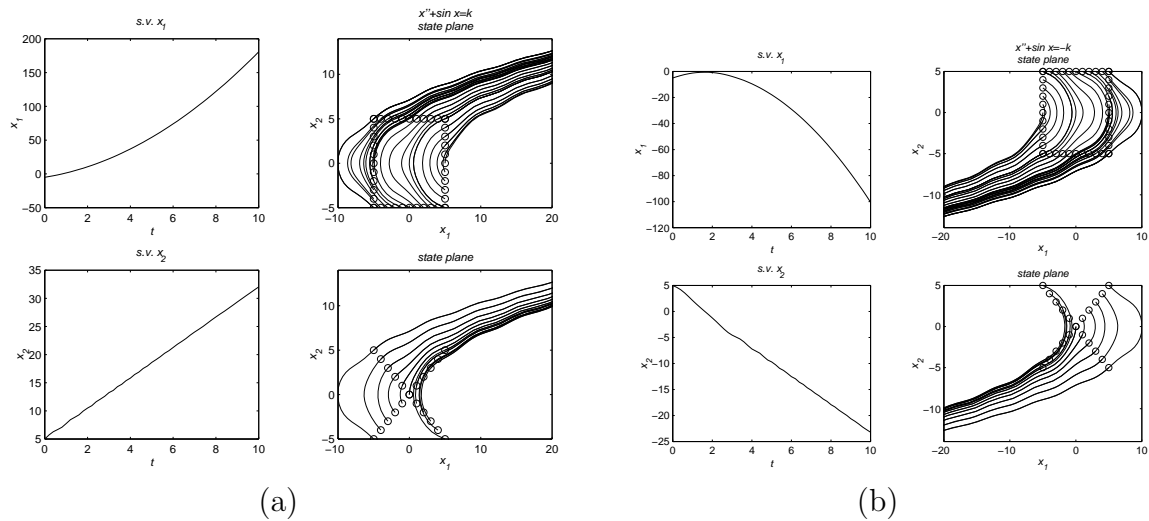 s.v. x1
200
150
100
50
0
−50
0 2 4 6 8 10
x1
t
x''+sin x=k
state plane
10
5
0
−5
−10 0 10 20
x2
x1
s.v. x2
35
30
25
20
15
10
5
0 2 4 6 8 10
x2
t
state plane
10
5
0
−5
−10 0 10 20
x2
x1
(a)
s.v. x1
0
−20
−40
−60
−80
−100
−120
0 2 4 6 8 10
x1
t
x''+sin x=−k
state plane
5
0
−5
−10
−20 −10 0 10
x2
x1
s.v. x2
5
0
−5
−10
−15
−20
−25
0 2 4 6 8 10
x2
t
state plane
5
0
−5
−10
−20 −10 0 10
x2
x1
(b)